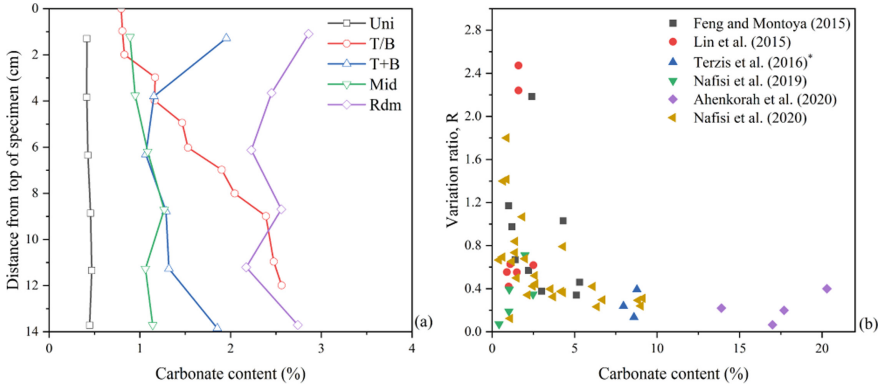 0
2
4
6
8
10
12
14
Distance from top of specimen (cm)
Uni
T/B
T+B
Mid
Rdm
(a)
0
1
2
3
4
Carbonate content (%)
2.8
2.4
2.0
1.6
1.2
0.8
0.4
0.0
Variation ratio, R
Feng and Montoya (2015)
Lin et al. (2015)
Terzis et al. (2016)*
Nafisi et al. (2019)
Ahenkorah et al. (2020)
Nafisi et al. (2020)
(b)
0
5
10
15
20
Carbonate content (%)